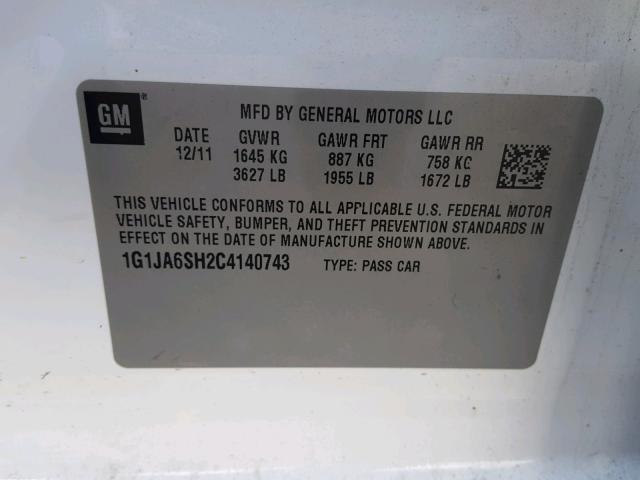 GM®
MFD BY GENERAL MOTORS LLC
DATE GVWR GAWR FRT GAWR RR
12/11 1645 KG 887 KG 758 KG
3627 LB 1955 LB 1672 LB
THIS VEHICLE CONFORMS TO ALL APPLICABLE U.S. FEDERAL MOTOR
VEHICLE SAFETY, BUMPER, AND THEFT PREVENTION STANDARDS IN
EFFECT ON THE DATE OF MANUFACTURE SHOWN ABOVE.
1G1JA6SH2C4140743 TYPE: PASS CAR